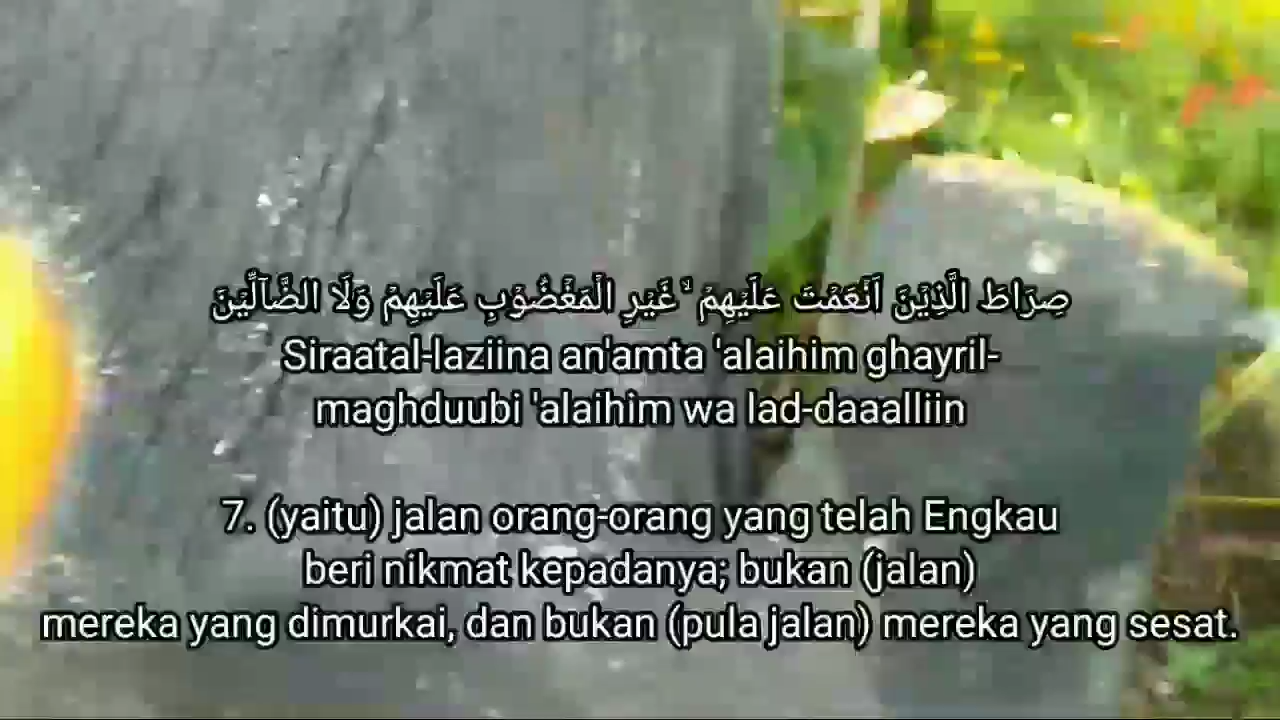 صِرَاطَ الَّذِيْنَ اَنْعَمْتَ عَلَيْهِمْ ۙ غَيْرِ الْمَغْضُوْبِ عَلَيْهِمْ وَلَا الضَّاۤلِّيْنَ
Siraatal-laziina an'amta 'alaihim ghayril-
maghduubi 'alaihim wa lad-daaalliin
7. (yaitu) jalan orang-orang yang telah Engkau
beri nikmat kepadanya; bukan (jalan)
mereka yang dimurkai, dan bukan (pula jalan) mereka yang sesat.